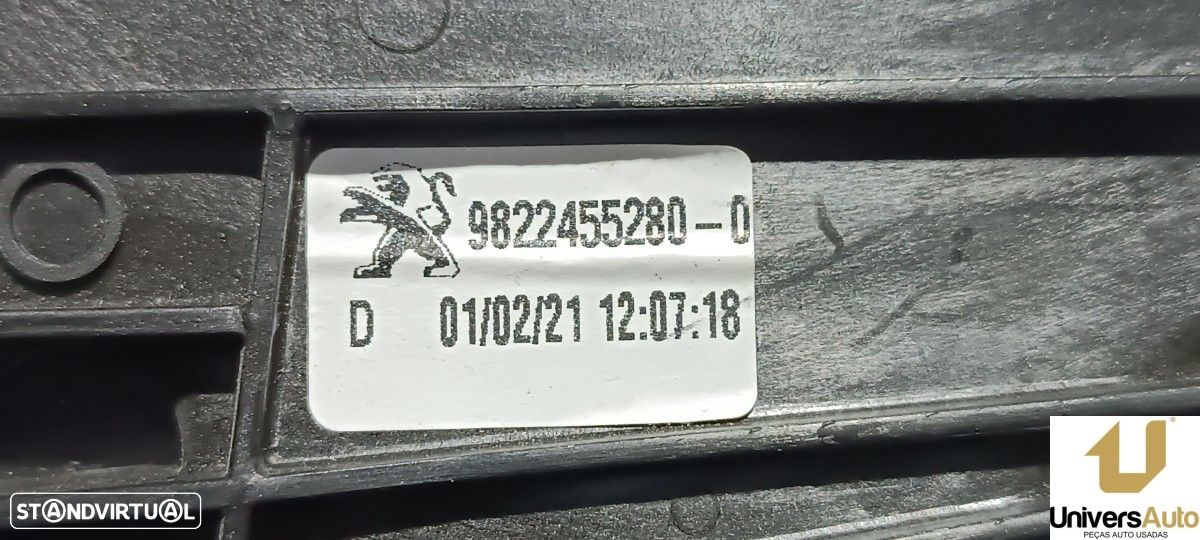 9822455280-0
D 01/02/21 12:07:18
STANDVIRTUAL
UniversAuto
PEÇAS AUTO USADAS